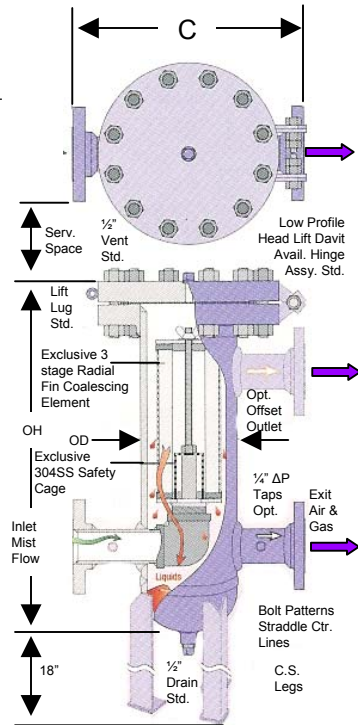 C
Serv.
Space
½”
Vent
Std.
Low Profile
Head Lift Davit
Avail. Hinge
Assy. Std.
Lift
Lug
Std.
Exclusive 3
stage Radial
Fin Coalescing
Element
Opt.
Offset
Outlet
OH
OD
Exclusive
304SS Safety
Cage
¼” ΔP
Taps
Opt.
Exit
Air &
Gas
Inlet
Mist
Flow
Liquids
Bolt Patterns
Straddle Ctr.
Lines
18”
½”
Drain
Std.
C.S.
Legs